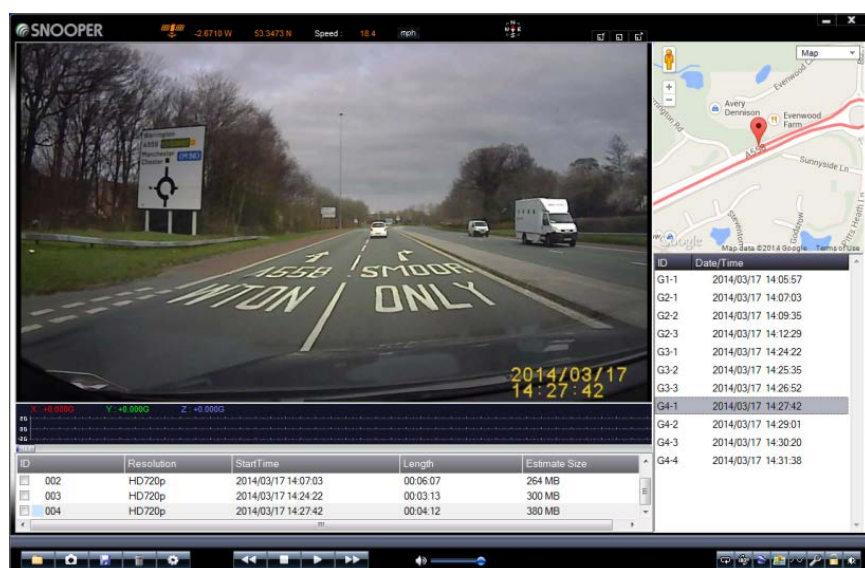 SNOOPER
-2.6710 W 53.3473 N Speed : 18.4 mph
N
W E
S
Warrington
A558
Manchester
Chester
A558 SMOOR
WTON ONLY
2014/03/17
14:27:42
Map
Avery
Dennison
Evenwood
Farm
A558
Sunnyside Ln
Google
Map data ©2014 Google Terms of Use
ID Date/Time
G1-1 2014/03/17 14:05:57
G2-1 2014/03/17 14:07:03
G2-2 2014/03/17 14:09:35
G2-3 2014/03/17 14:12:29
G3-1 2014/03/17 14:24:22
G3-2 2014/03/17 14:25:35
G3-3 2014/03/17 14:26:52
G4-1 2014/03/17 14:27:42
G4-2 2014/03/17 14:29:01
G4-3 2014/03/17 14:30:20
G4-4 2014/03/17 14:31:38
X : +0.000G Y : +0.000G Z : +0.000G
ID Resolution StartTime Length Estimate Size
002 HD720p 2014/03/17 14:07:03 00:06:07 264 MB
003 HD720p 2014/03/17 14:24:22 00:03:13 300 MB
004 HD720p 2014/03/17 14:27:42 00:04:12 380 MB